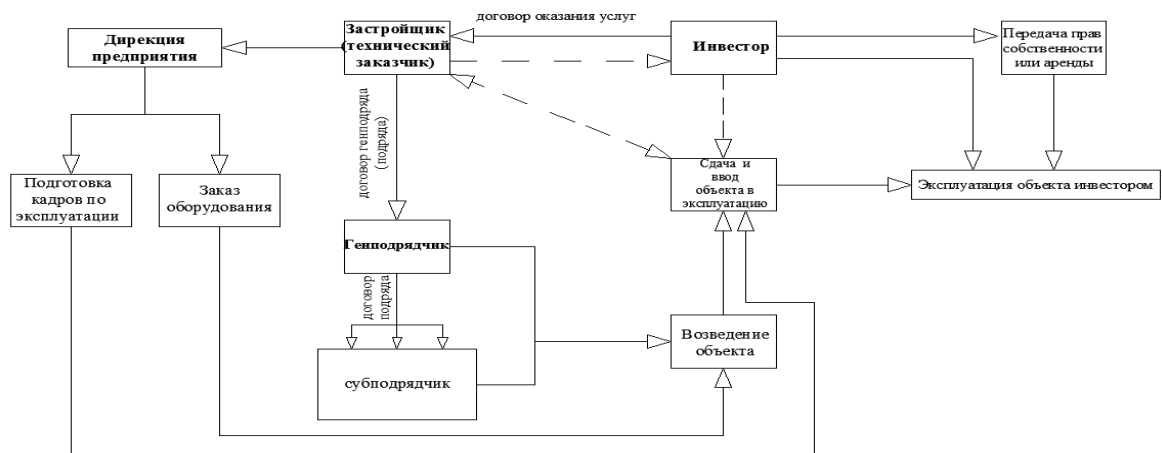 договор оказания услуг
Дирекция
предприятия
Застройщик
(технический
заказчик)
Инвестор
Передача прав
собственности
или аренды
договор генподряда
(подряда)
Подготовка
кадров по
эксплуатации
Заказ
оборудования
Сдача и
ввод
объекта в
эксплуатацию
Эксплуатация объекта инвестором
Генподрядчик
договор
подряда
Возведение
объекта
субподрядчик